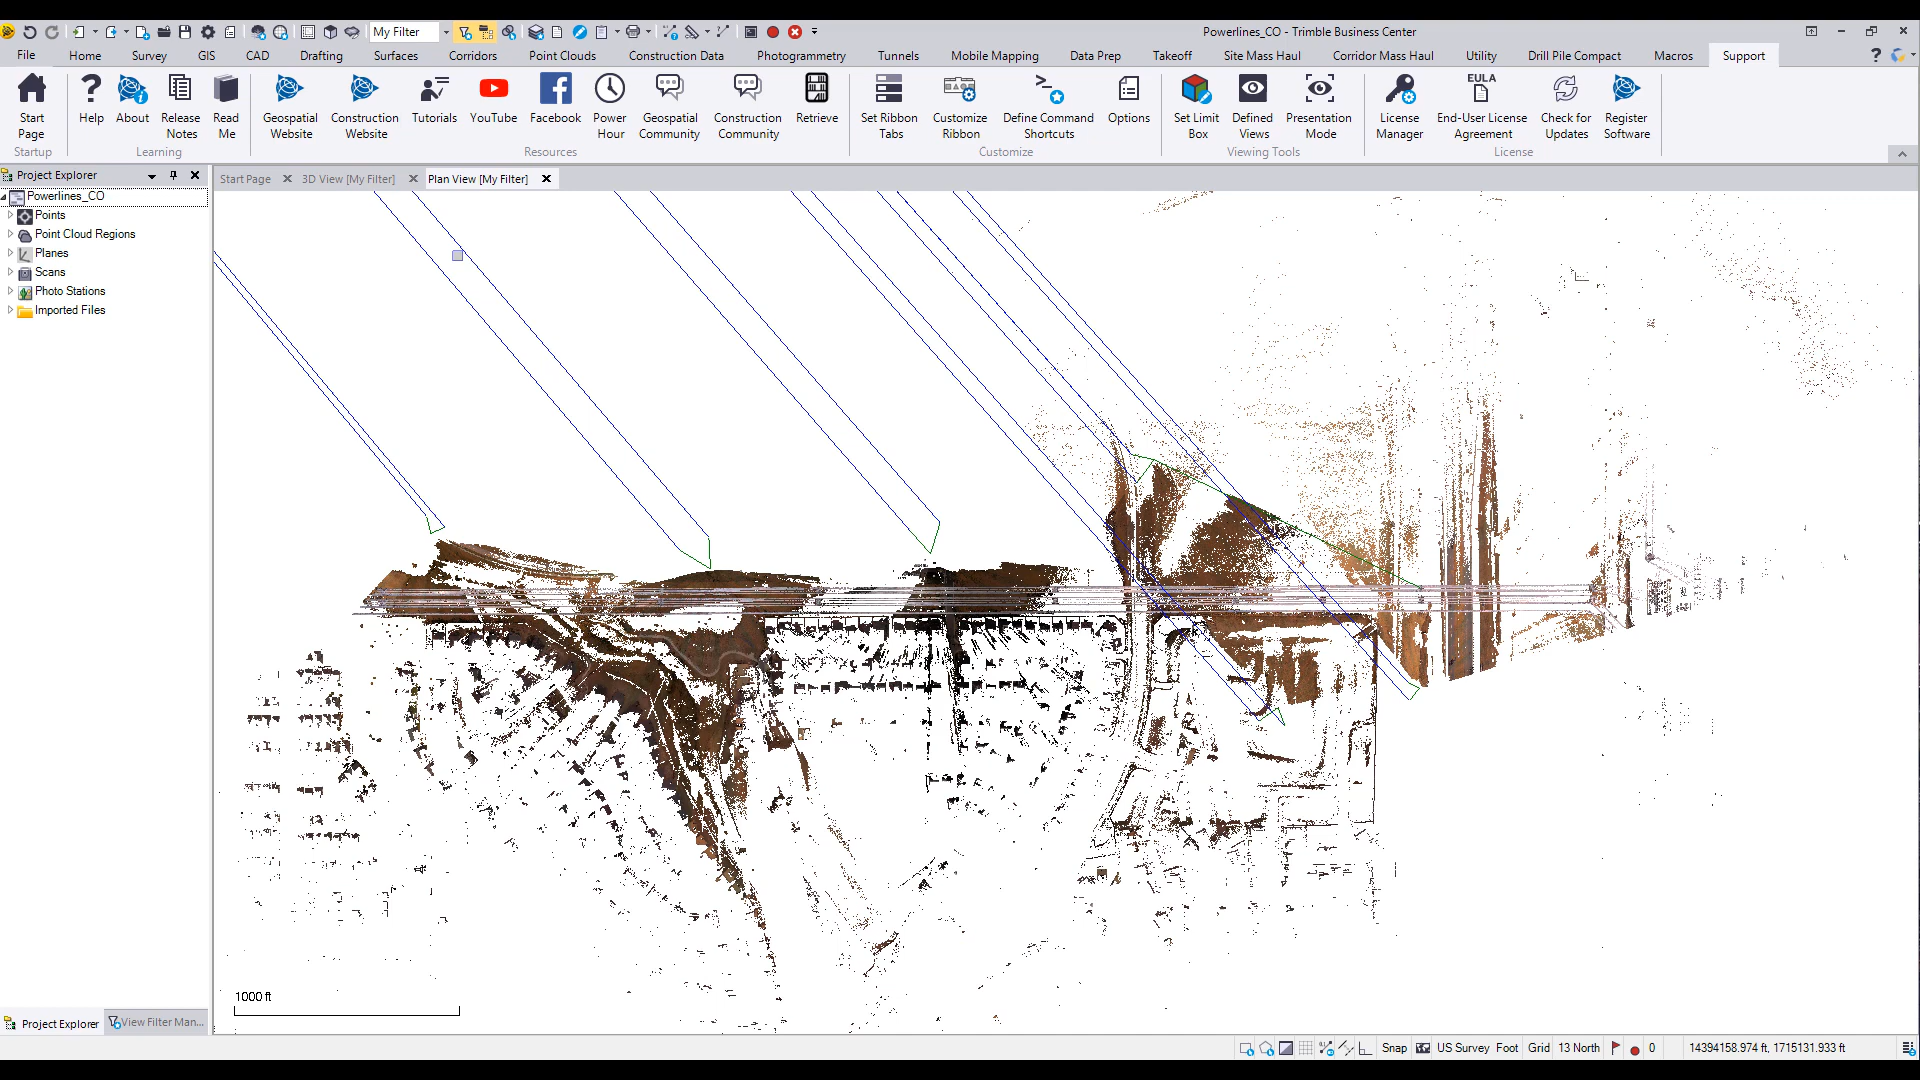 My Filter
Powerlines_CO - Trimble Business Center
File Home Survey GIS CAD Drafting Surfaces Corridors Point Clouds Construction Data Photogrammetry Tunnels Mobile Mapping Data Prep Takeoff Site Mass Haul Corridor Mass Haul Utility Drill Pile Compact Macros Support
Start Page
Help
About
Release Notes
Read Me
Geospatial Website
Construction Website
Tutorials
YouTube
Facebook
Power Hour
Geospatial Community
Construction Community
Retrieve
Set Ribbon Tabs
Customize Ribbon
Define Command Shortcuts
Options
Set Limit Box
Defined Views
Presentation Mode
License Manager
EULA
End-User License Agreement
Check for Updates
Register Software
Startup Learning Resources Customize Viewing Tools License
Project Explorer
Start Page 3D View [My Filter] Plan View [My Filter]
Powerlines_CO
Points
Point Cloud Regions
Planes
Scans
Photo Stations
Imported Files
1000 ft
Project Explorer View Filter Man...
Snap US Survey Foot Grid 13 North 0 14394158.974 ft, 1715131.933 ft